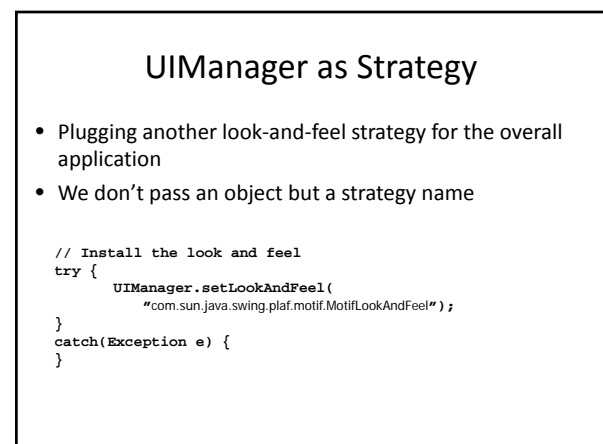 UIManager as Strategy
• Plugging another look-and-feel strategy for the overall
application
• We don’t pass an object but a strategy name
// Install the look and feel
try {
UIManager.setLookAndFeel(
"com.sun.java.swing.plaf.motif.MotifLookAndFeel");
}
catch(Exception e) {
}